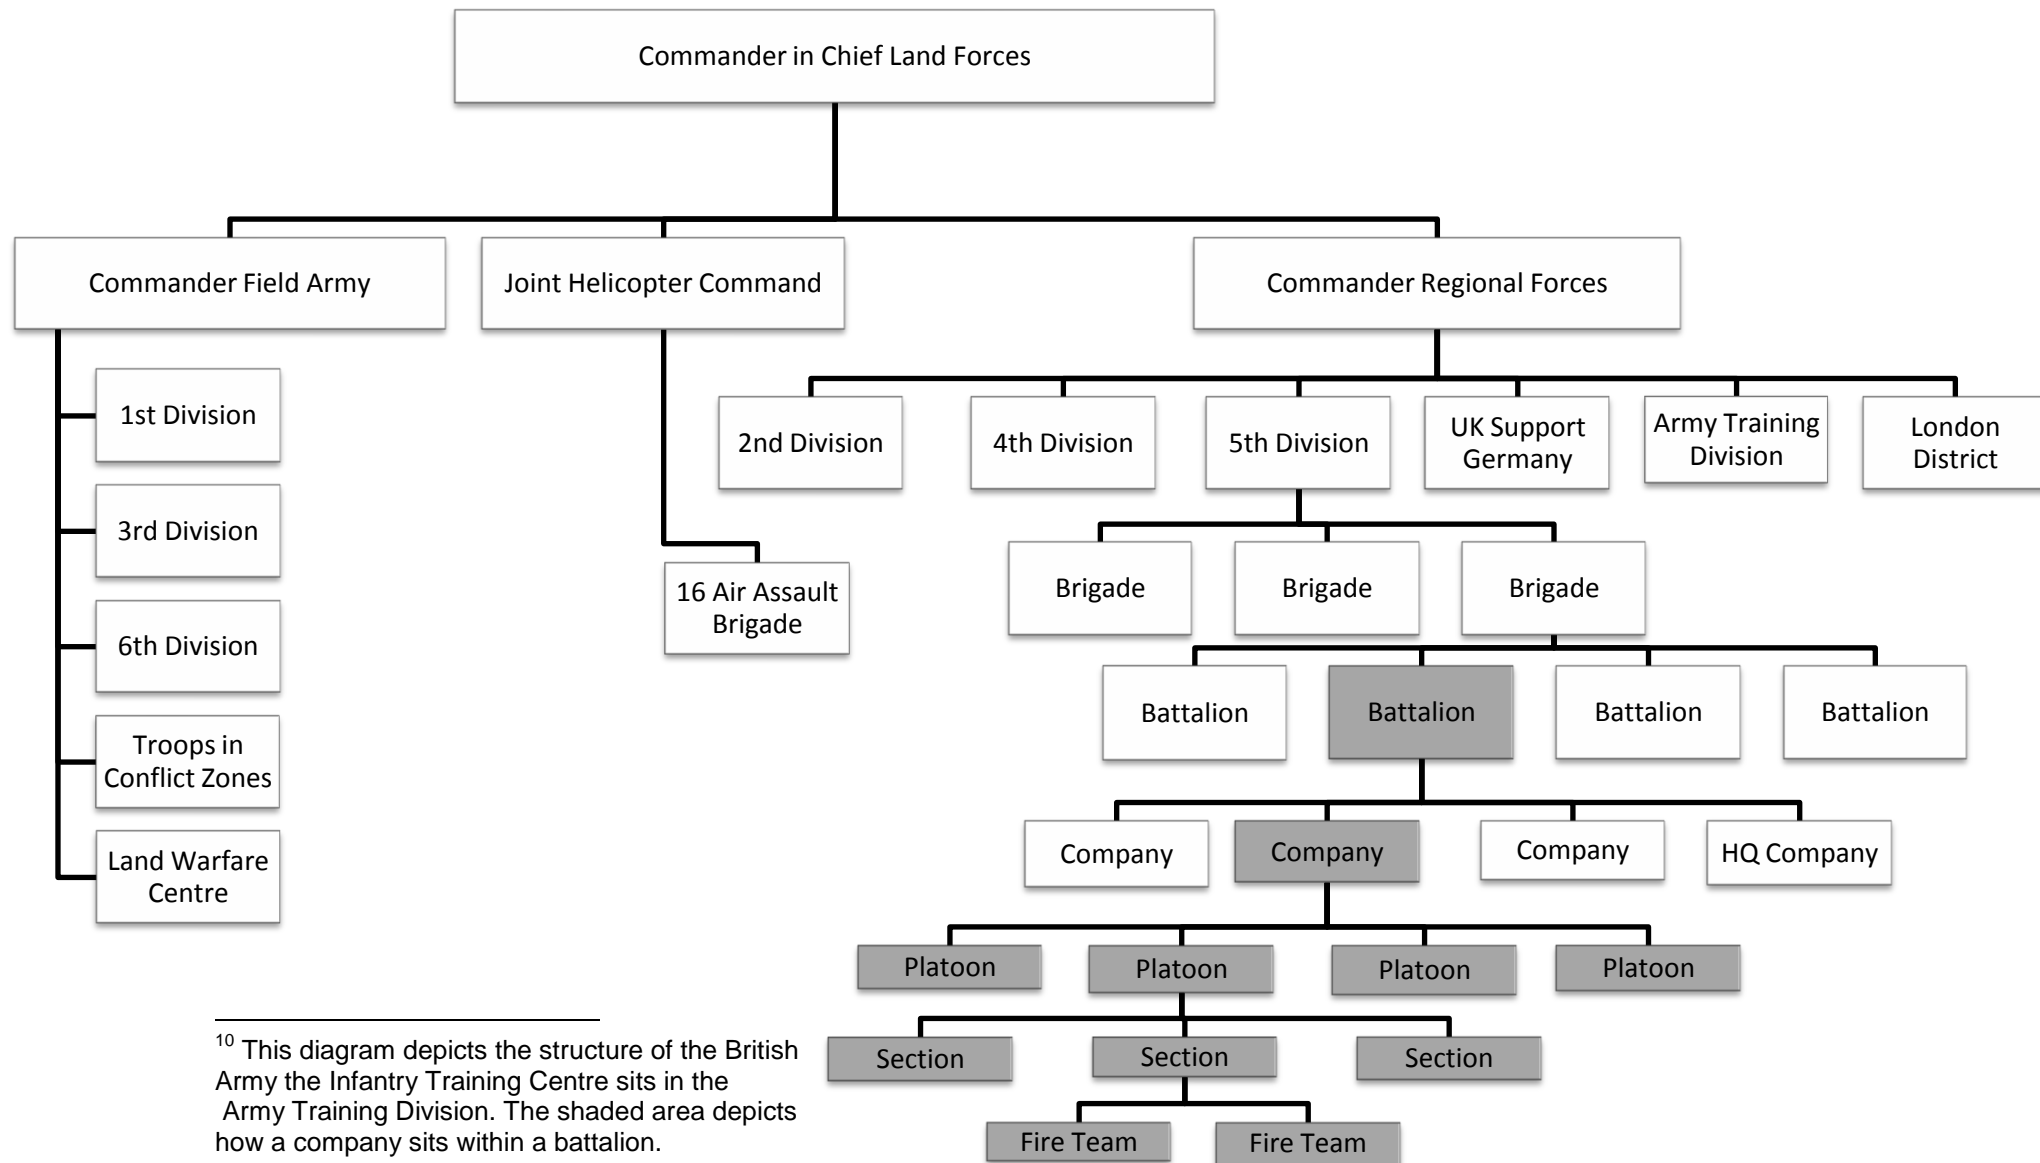 Commander in Chief Land Forces
Commander Field Army
Joint Helicopter Command
Commander Regional Forces
1st Division
3rd Division
6th Division
Troops in
Conflict Zones
Land Warfare
Centre
16 Air Assault
Brigade
2nd Division
4th Division
5th Division
UK Support
Germany
Army Training
Division
London
District
Brigade
Brigade
Brigade
Battalion
Battalion
Battalion
Battalion
Company
Company
Company
HQ Company
Platoon
Platoon
Platoon
Platoon
Section
Section
Section
Fire Team
Fire Team
10 This diagram depicts the structure of the British
Army the Infantry Training Centre sits in the
Army Training Division. The shaded area depicts
how a company sits within a battalion.